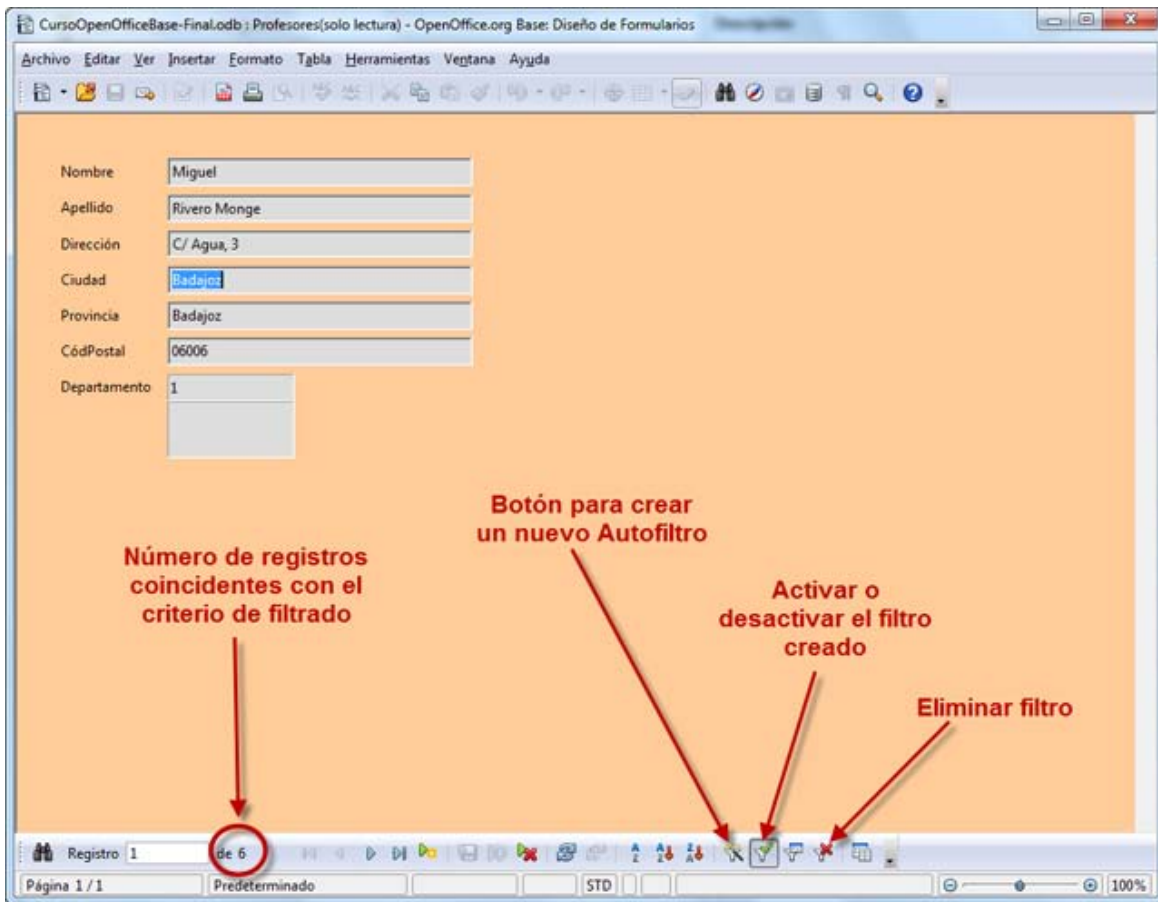 CursoOpenOfficeBase-Final.odb : Profesores(solo lectura) - OpenOffice.org Base: Diseño de Formularios
Archivo Editar Ver Insertar Formato Tabla Herramientas Ventana Ayuda
Nombre Miguel
Apellido Rivero Monge
Dirección C/ Agua, 3
Ciudad Badajoz
Provincia Badajoz
CódPostal 06006
Departamento 1
Botón para crear
un nuevo Autofiltro
Número de registros
coincidentes con el
criterio de filtrado
Activar o
desactivar el filtro
creado
Eliminar filtro
Registro 1 de 6
Página 1 / 1 Predeterminado STD 100%